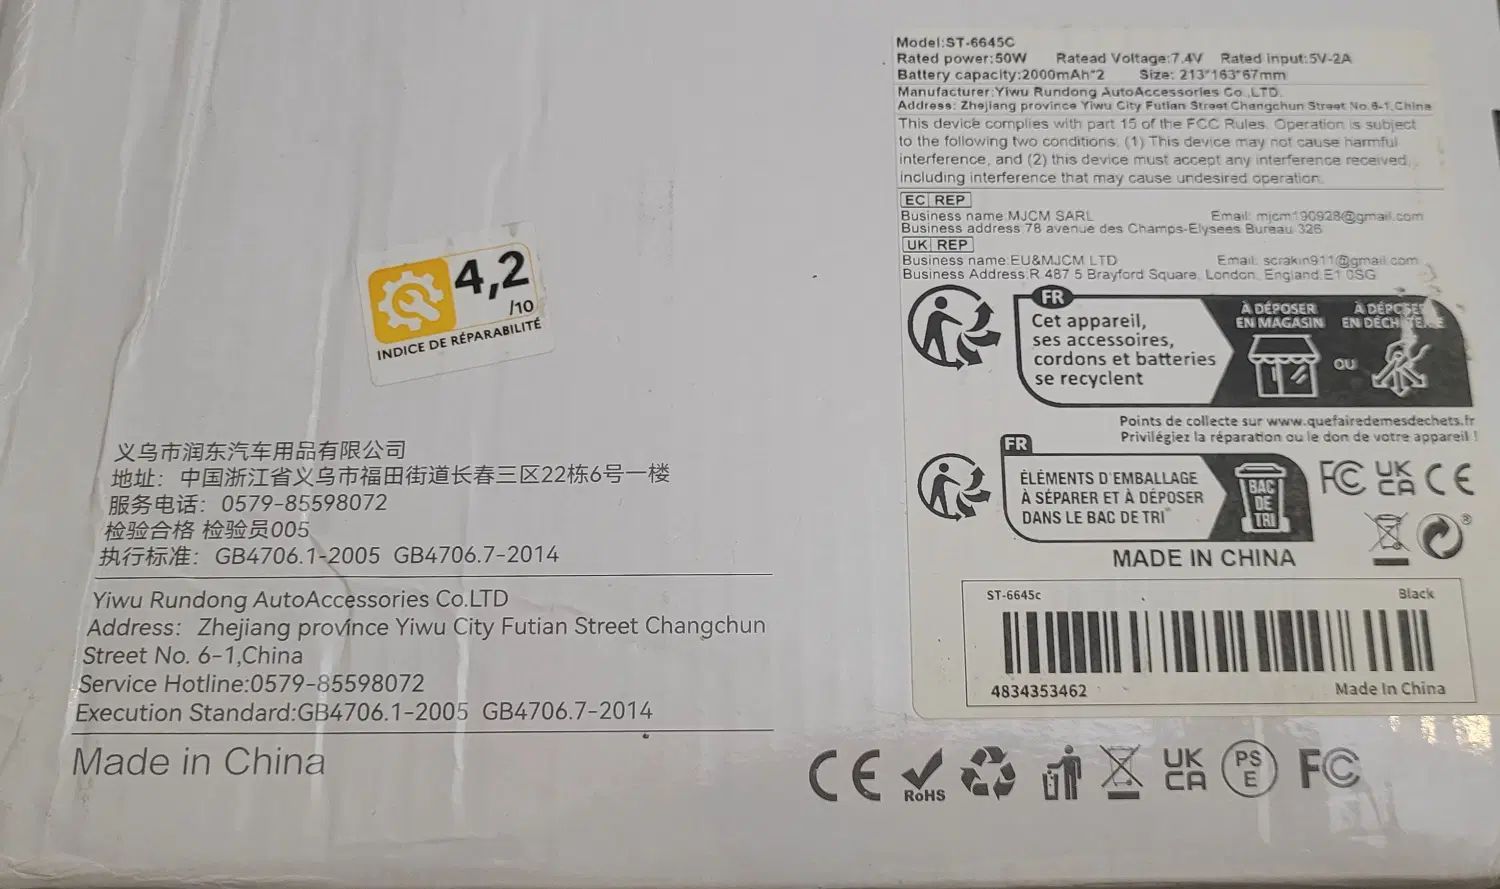 4,2
/10
INDICE DE RÉPARABILITÉ
义乌市润东汽车用品有限公司
地址：中国浙江省义乌市福田街道长春三区22栋6号一楼
服务电话：0579-85598072
检验合格 检验员005
执行标准：GB4706.1-2005 GB4706.7-2014
Yiwu Rundong AutoAccessories Co.LTD
Address: Zhejiang province Yiwu City Futian Street Changchun
Street No. 6-1,China
Service Hotline:0579-85598072
Execution Standard:GB4706.1-2005 GB4706.7-2014
Made in China
Model:ST-6645C
Rated power:50W Ratead Voltage:7.4V Rated input:5V-2A
Battery capacity:2000mAh*2 Size: 213*163*67mm
Manufacturer:Yiwu Rundong AutoAccessories Co.,LTD.
Address: Zhejiang province Yiwu City Futian Street Changchun Street No.6-1,China
This device complies with part 15 of the FCC Rules. Operation is subject
to the following two conditions: (1) This device may not cause harmful
interference, and (2) this device must accept any interference received,
including interference that may cause undesired operation.
EC REP
Business name:MJCM SARL Email: mjcm190928@gmail.com
Business address 78 avenue des Champs-Elysees Bureau 326
UK REP
Business name:EU&MJCM LTD Email: scrakin911@gmail.com
Business Address:R 487 5 Brayford Square, London, England,E1 0SG
FR
Cet appareil,
ses accessoires,
cordons et batteries
se recyclent
À DÉPOSER
EN MAGASIN
OU
À DÉPOSER
EN DÉCHÈTERIE
Points de collecte sur www.quefairedemesdechets.fr
Privilégiez la réparation ou le don de votre appareil !
FR
ÉLÉMENTS D'EMBALLAGE
À SÉPARER ET À DÉPOSER
DANS LE BAC DE TRI
BAC
DE
TRI
FC UK CA CE
®
MADE IN CHINA
ST-6645c Black
4834353462 Made In China
CE RoHS UK CA PS E FC